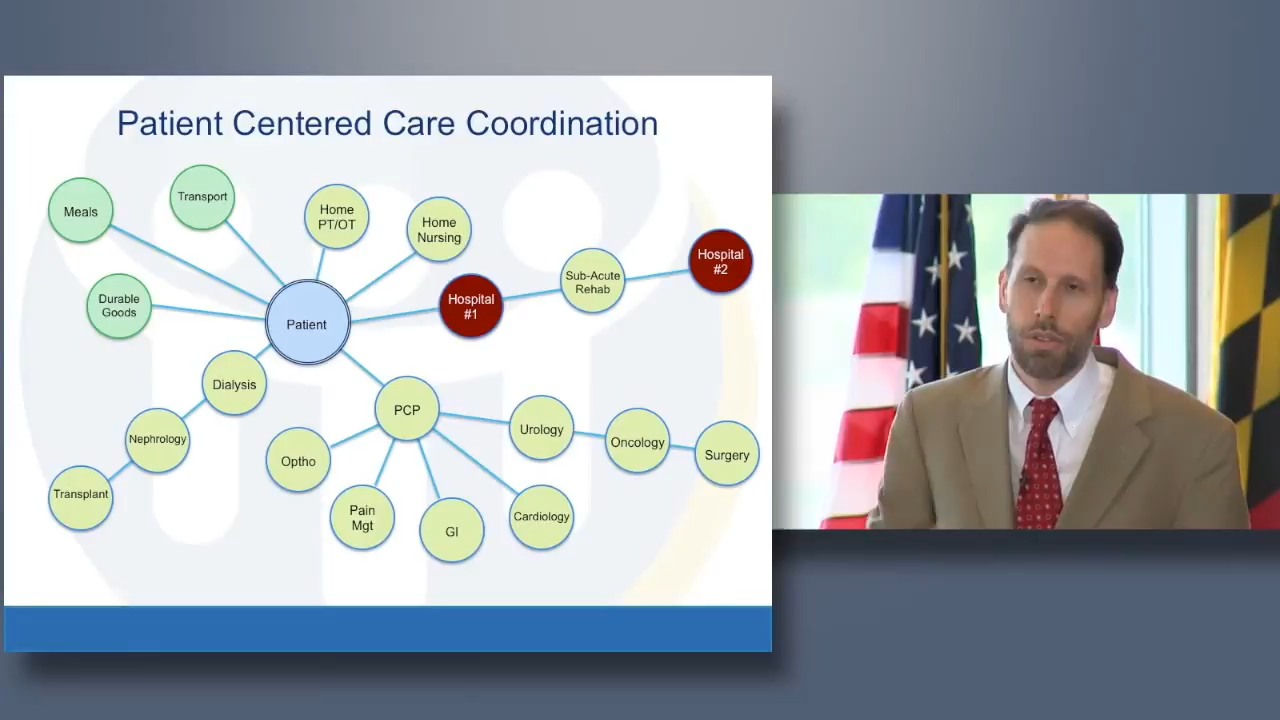 Patient Centered Care Coordination
Meals
Transport
Home
PT/OT
Home
Nursing
Hospital
#2
Sub-Acute
Rehab
Durable
Goods
Hospital
#1
Patient
Dialysis
PCP
Nephrology
Urology
Oncology
Surgery
Optho
Transplant
Pain
Mgt
GI
Cardiology